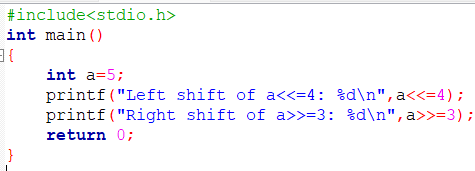 #include<stdio.h>
int main()
{
int a=5;
printf("Left shift of a<<=4: %d\n",a<<=4);
printf("Right shift of a>>=3: %d\n",a>>=3);
return 0;
}